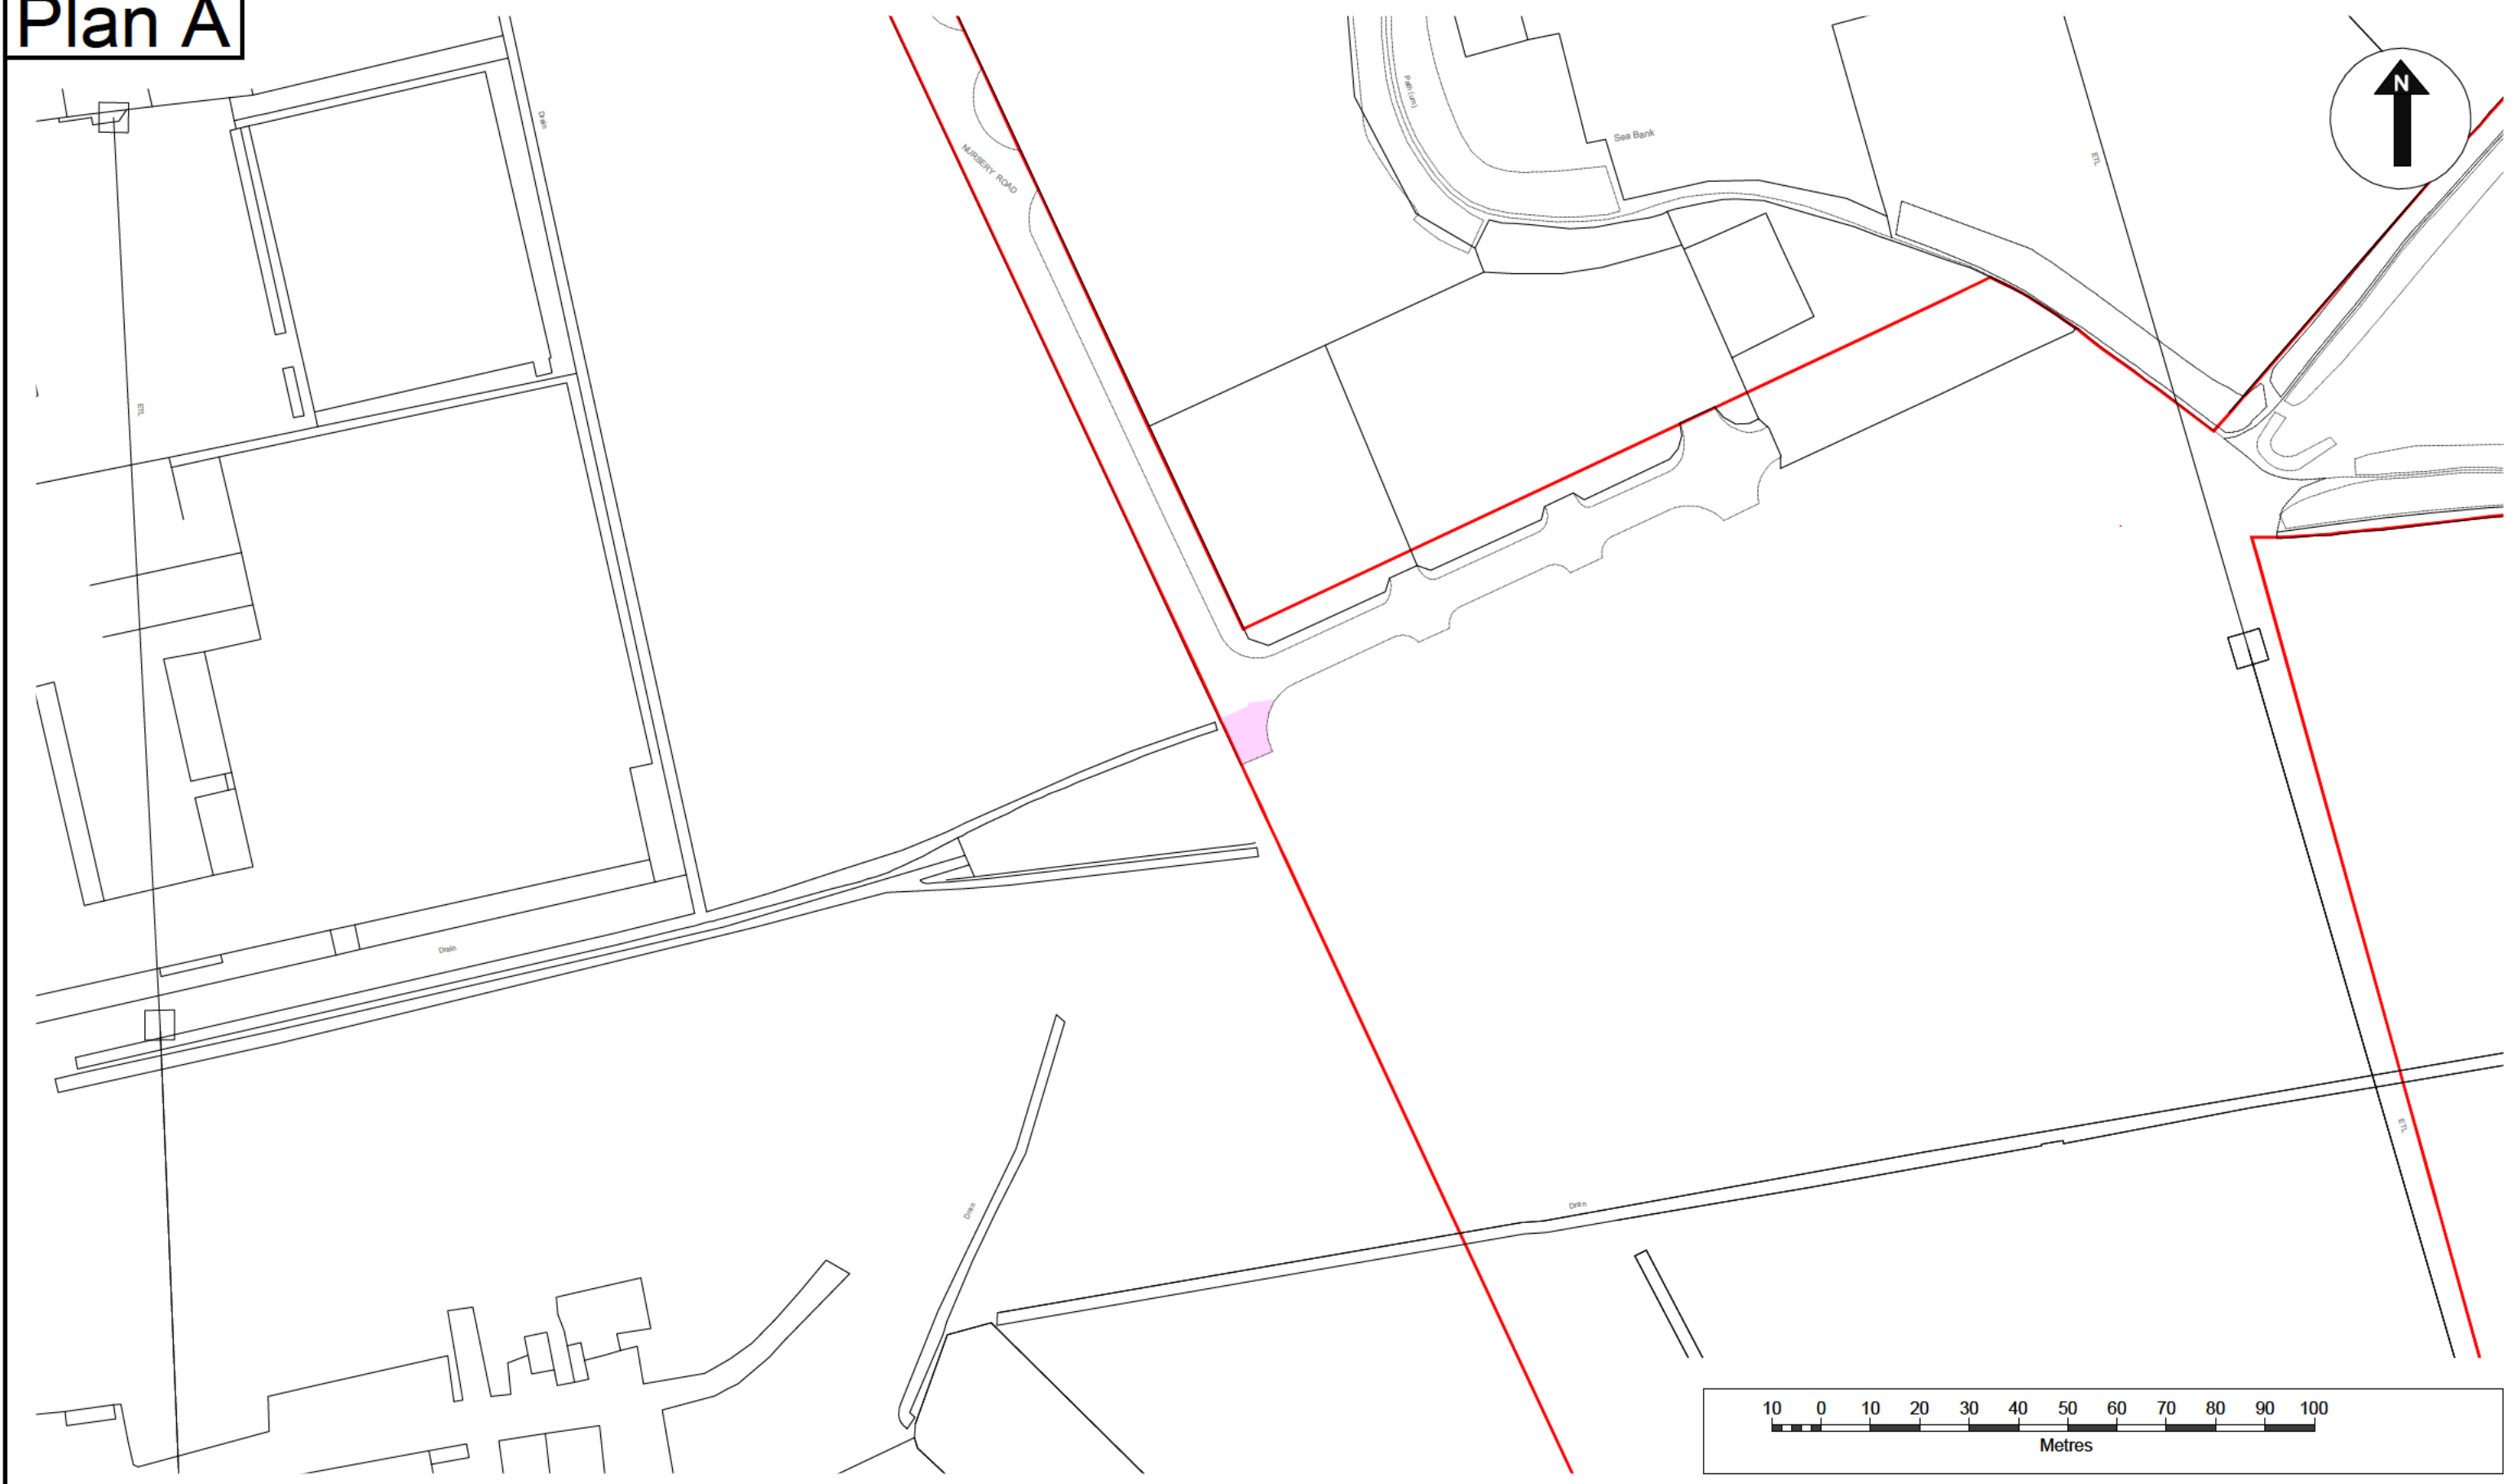 Plan A
N
Drain
Path (um)
Sea Bank
NURSERY ROAD
ETL
ETL
Drain
ETL
Drain
Drain
10 0 10 20 30 40 50 60 70 80 90 100
Metres